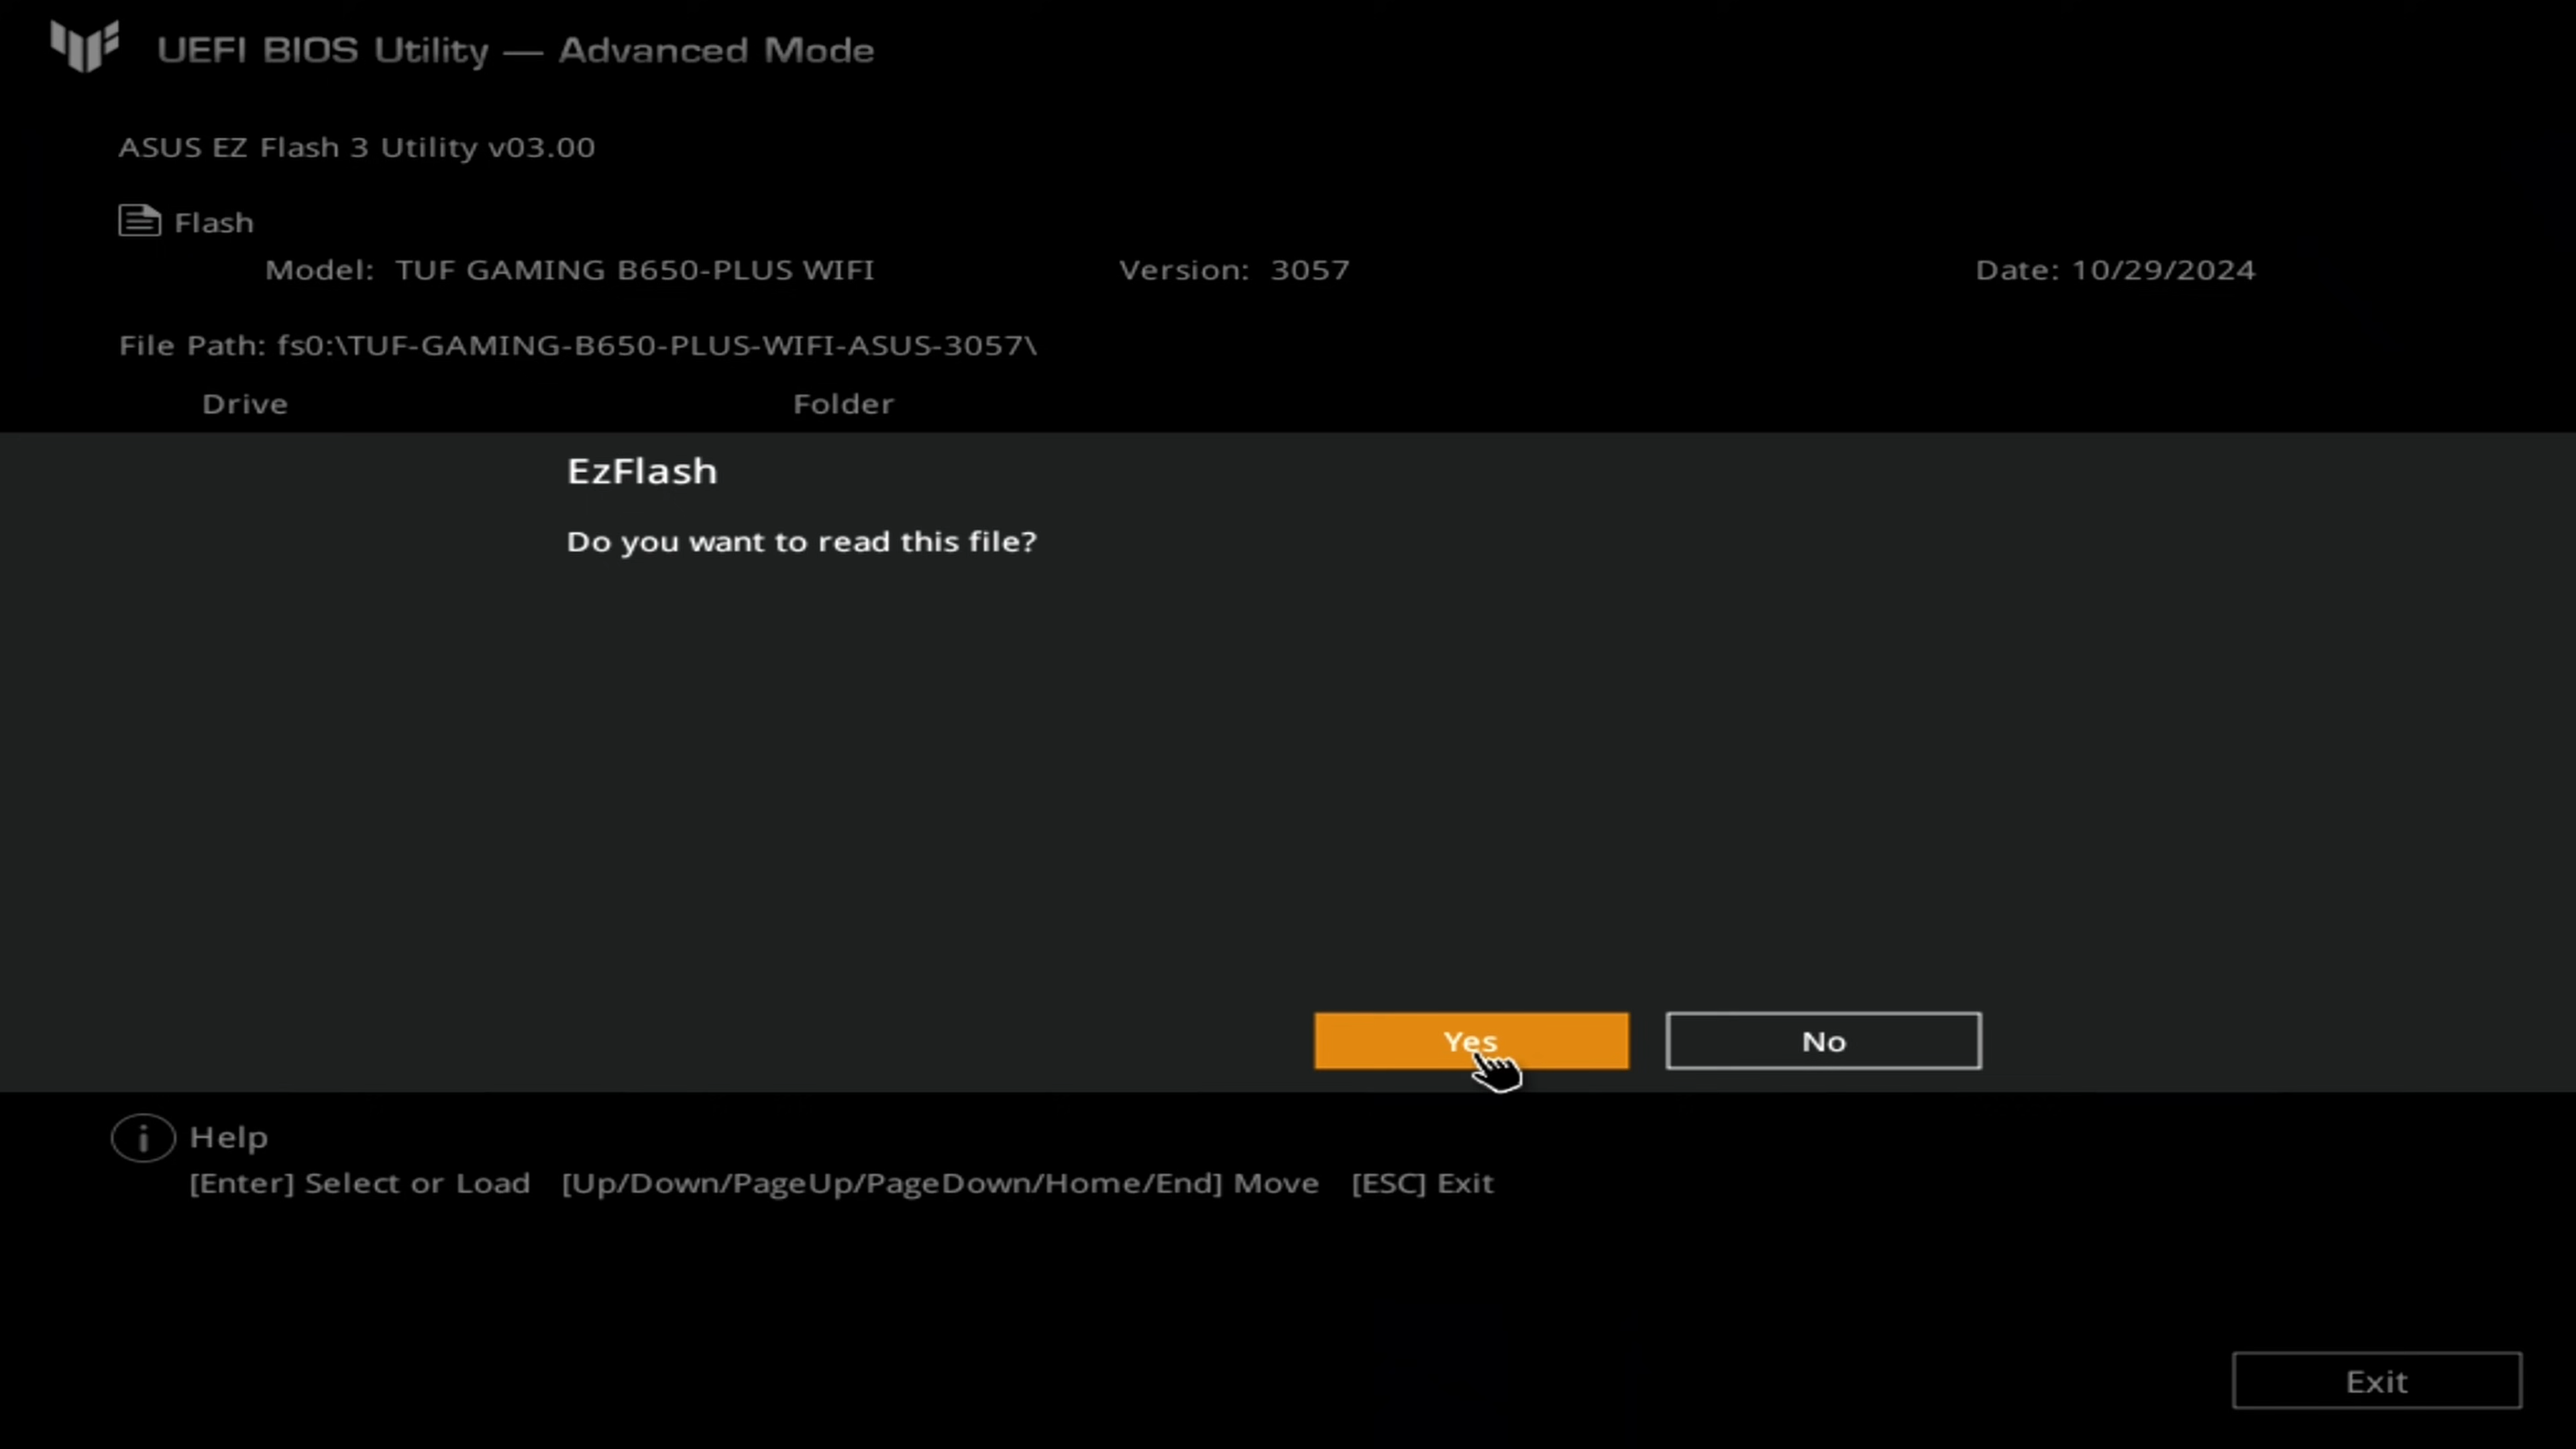 UEFI BIOS Utility — Advanced Mode
ASUS EZ Flash 3 Utility v03.00
Flash
Model: TUF GAMING B650-PLUS WIFI Version: 3057 Date: 10/29/2024
File Path: fs0:\TUF-GAMING-B650-PLUS-WIFI-ASUS-3057\
Drive Folder
EzFlash
Do you want to read this file?
Yes No
Help
[Enter] Select or Load [Up/Down/PageUp/PageDown/Home/End] Move [ESC] Exit
Exit